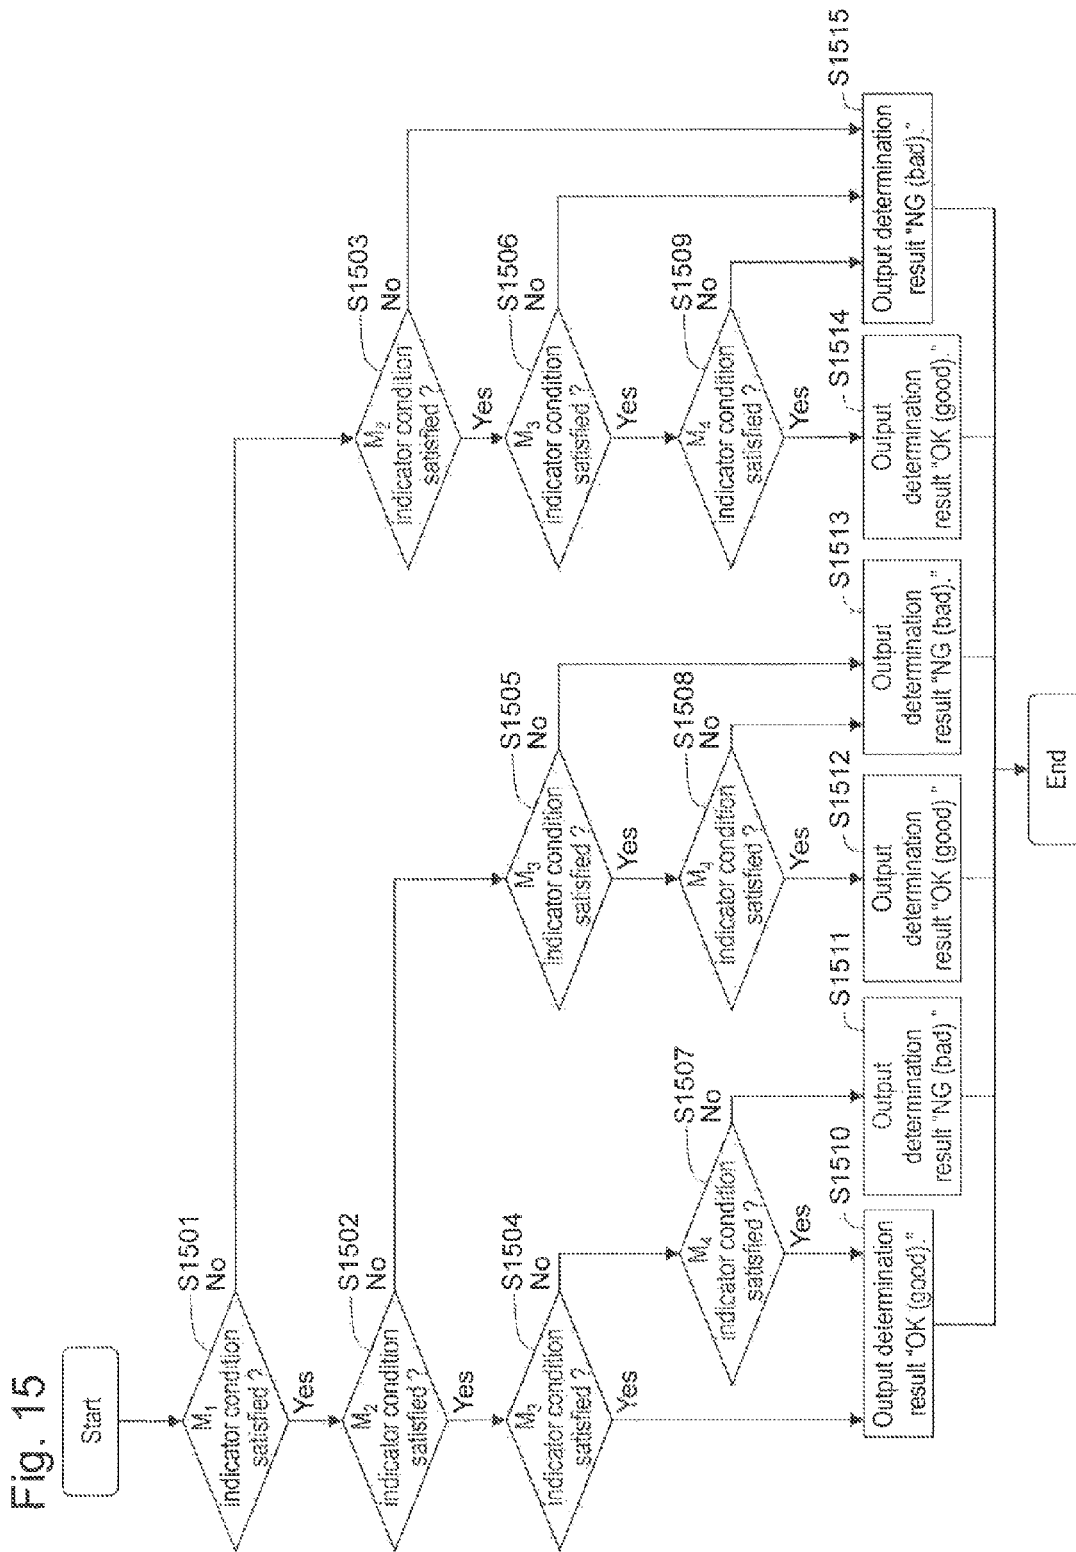 Fig. 15
Start
S1501
M1
indicator condition
satisfied ?
No
Yes
S1502
M2
indicator condition
satisfied ?
No
Yes
S1503
M2
indicator condition
satisfied ?
No
Yes
S1504
M3
indicator condition
satisfied ?
No
Yes
S1505
M3
indicator condition
satisfied ?
No
Yes
S1506
M3
indicator condition
satisfied ?
No
Yes
S1507
M4
indicator condition
satisfied ?
No
Yes
S1508
M4
indicator condition
satisfied ?
No
Yes
S1509
M4
indicator condition
satisfied ?
No
Yes
S1510
Output determination
result "OK (good)."
S1511
Output
determination
result "NG (bad)."
S1512
Output
determination
result "OK (good)."
S1513
Output
determination
result "NG (bad)."
S1514
Output
determination
result "OK (good)."
S1515
Output determination
result "NG (bad)."
End